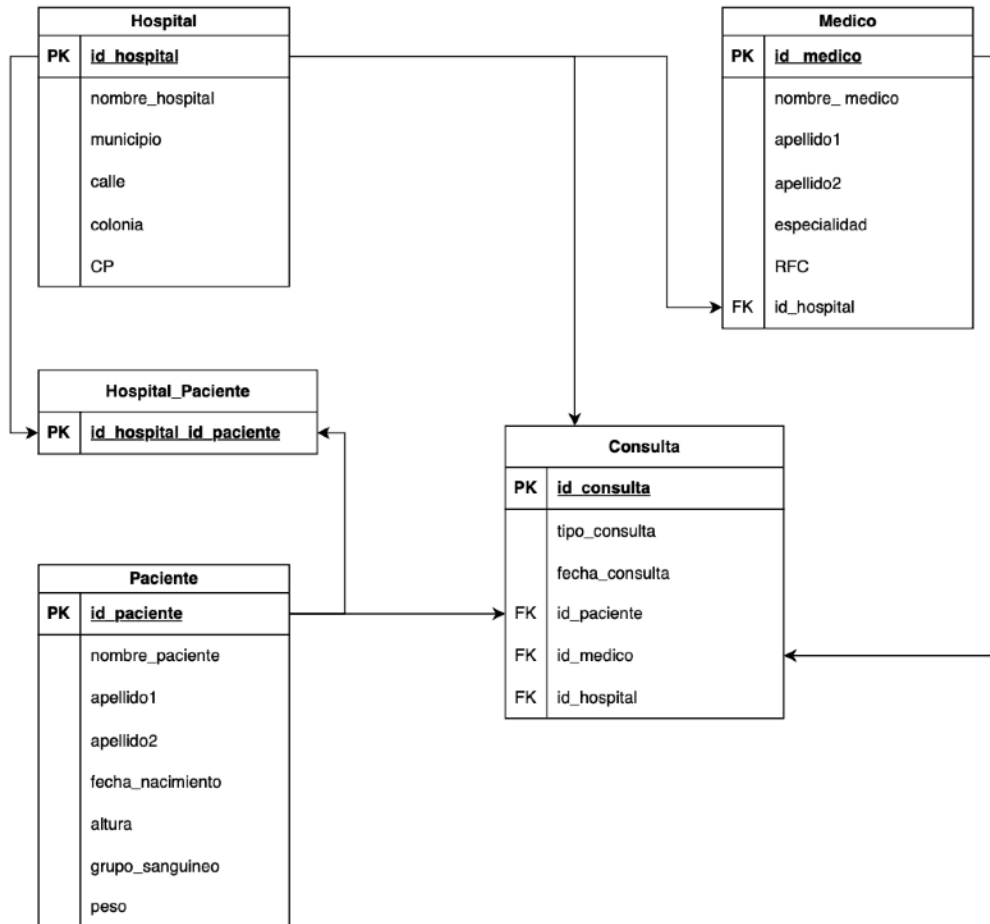 Hospital
PK id_hospital
nombre_hospital
municipio
calle
colonia
CP
Medico
PK id_ medico
nombre_ medico
apellido1
apellido2
especialidad
RFC
FK id_hospital
Hospital_Paciente
PK id_hospital_id_paciente
Consulta
PK id_consulta
tipo_consulta
fecha_consulta
FK id_paciente
FK id_medico
FK id_hospital
Paciente
PK id_paciente
nombre_paciente
apellido1
apellido2
fecha_nacimiento
altura
grupo_sanguineo
peso